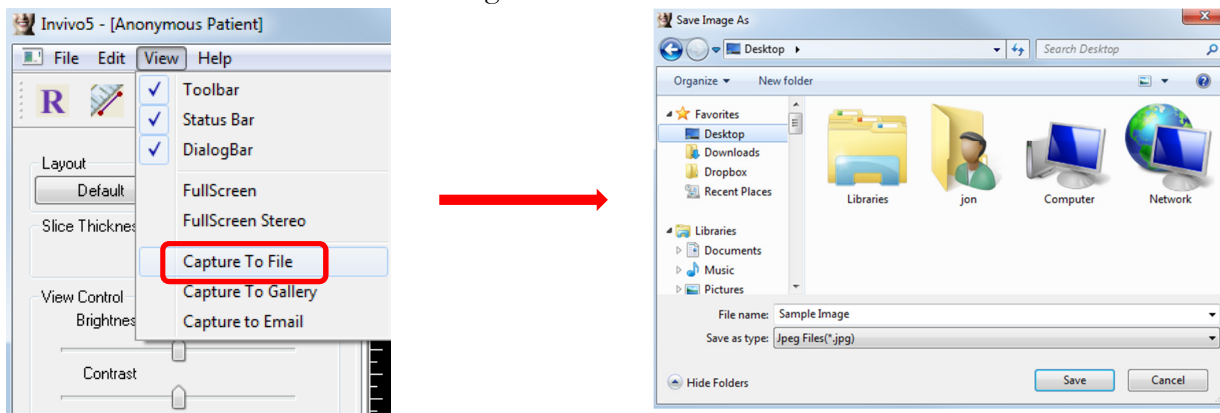 Invivo5 - [Anonymous Patient]
File Edit View Help
R
Toolbar
Status Bar
DialogBar
FullScreen
FullScreen Stereo
Capture To File
Capture To Gallery
Capture to Email
Layout
Default
Slice Thicknes
View Control
Brightnes
Contrast
Save Image As
Desktop
Search Desktop
Organize New folder
Favorites
Desktop
Downloads
Dropbox
Recent Places
Libraries
Documents
Music
Pictures
Libraries jon Computer Network
File name: Sample Image
Save as type: Jpeg Files(*.jpg)
Hide Folders Save Cancel